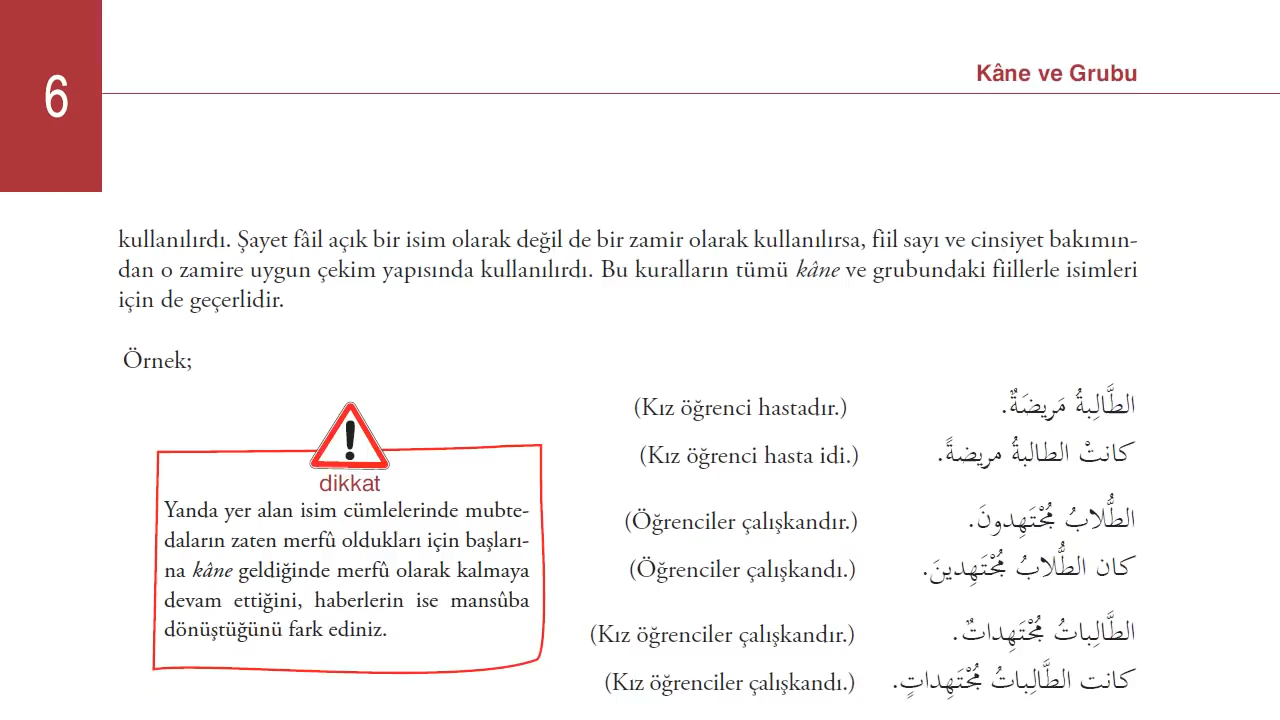 6
Kâne ve Grubu
kullanılırdı. Şayet fâil açık bir isim olarak değil de bir zamir olarak kullanılırsa, fiil sayı ve cinsiyet bakımın-
dan o zamire uygun çekim yapısında kullanılırdı. Bu kuralların tümü kâne ve grubundaki fiillerle isimleri
için de geçerlidir.
Örnek;
(Kız öğrenci hastadır.) الطَّالِبةُ مَريضَةٌ.
(Kız öğrenci hasta idi.) كانتْ الطالبةُ مريضةً.
(Öğrenciler çalışkandır.) الطُّلابُ مُجْتَهِدونَ.
(Öğrenciler çalışkandı.) كان الطُّلابُ مُجْتَهِدينَ.
(Kız öğrenciler çalışkandır.) الطَّالِباتُ مُجْتَهِداتٌ.
(Kız öğrenciler çalışkandı.) كانت الطَّالِباتُ مُجْتَهِداتٍ.
dikkat
Yanda yer alan isim cümlelerinde mubte-
daların zaten merfû oldukları için başları-
na kâne geldiğinde merfû olarak kalmaya
devam ettiğini, haberlerin ise mansûba
dönüştüğünü fark ediniz.